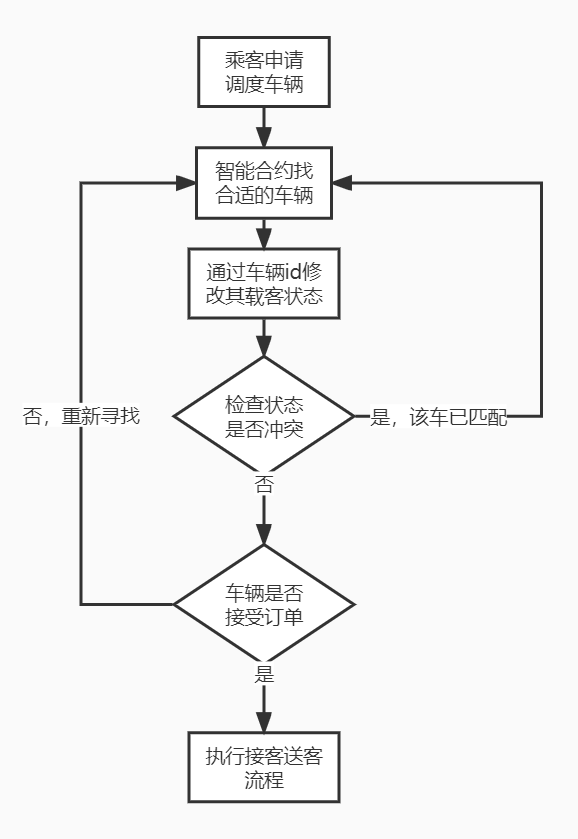 乘客申请
调度车辆
智能合约找
合适的车辆
通过车辆id修
改其载客状态
检查状态
是否冲突
否，重新寻找
是，该车已匹配
否
车辆是否
接受订单
是
执行接客送客
流程